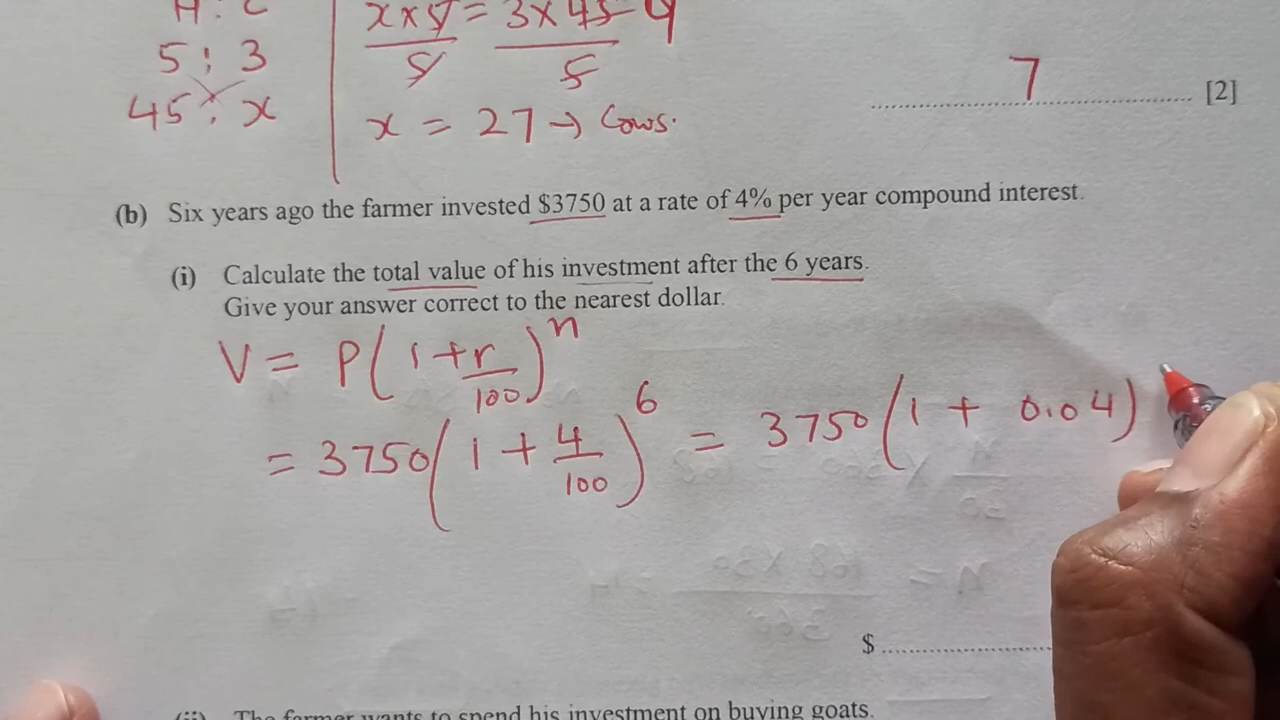 H : C
5 : 3
45 : x
x × 5 = 3 × 45 9
5 5
x = 27 → Cows.
7
[2]
(b) Six years ago the farmer invested $3750 at a rate of 4% per year compound interest.
(i) Calculate the total value of his investment after the 6 years.
Give your answer correct to the nearest dollar.
V = P(1 + r/100)^n
= 3750(1 + 4/100)^6 = 3750(1 + 0.04)
$
(ii) The farmer wants to spend his investment on buying goats.